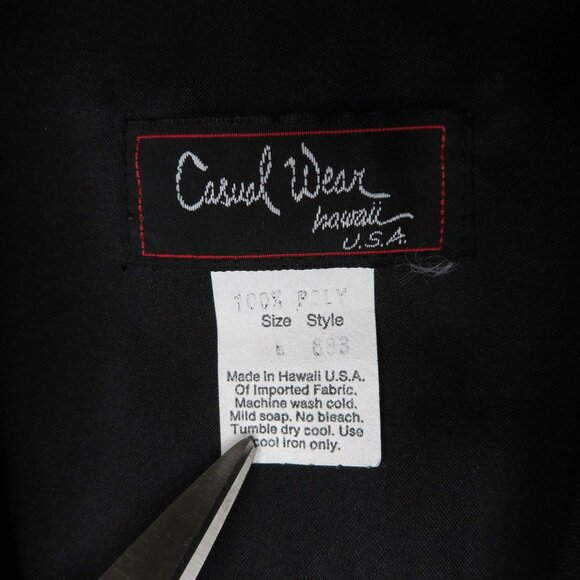 Casual Wear
hawaii
U.S.A.
100% POLY
Size Style
883
Made in Hawaii U.S.A.
Of Imported Fabric.
Machine wash cold.
Mild soap. No bleach.
Tumble dry cool. Use
cool iron only.